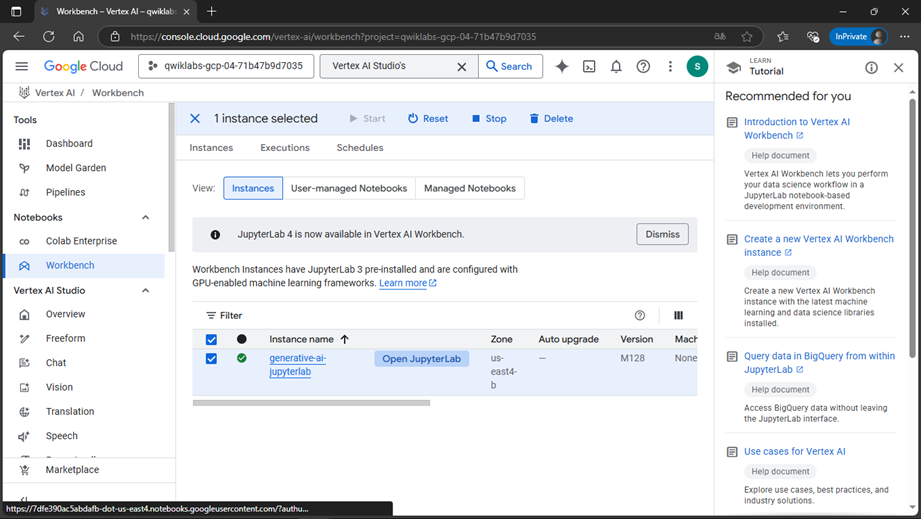 Workbench – Vertex AI – qwiklabs-
https://console.cloud.google.com/vertex-ai/workbench?project=qwiklabs-gcp-04-71b47b9d7035
InPrivate
Google Cloud
qwiklabs-gcp-04-71b47b9d7035
Vertex AI Studio's
Search
S
LEARN
Tutorial
Vertex AI / Workbench
Tools
Dashboard
Model Garden
Pipelines
Notebooks
Colab Enterprise
Workbench
Vertex AI Studio
Overview
Freeform
Chat
Vision
Translation
Speech
Marketplace
1 instance selected
Start
Reset
Stop
Delete
Instances
Executions
Schedules
View:
Instances
User-managed Notebooks
Managed Notebooks
JupyterLab 4 is now available in Vertex AI Workbench.
Dismiss
Workbench Instances have JupyterLab 3 pre-installed and are configured with
GPU-enabled machine learning frameworks. Learn more
Filter
Instance name
Zone
Auto upgrade
Version
Mach
generative-ai-
jupyterlab
Open JupyterLab
us-
east4-
b
—
M128
None
Recommended for you
Introduction to Vertex AI
Workbench
Help document
Vertex AI Workbench lets you perform
your data science workflow in a
JupyterLab notebook-based
development environment.
Create a new Vertex AI Workbench
instance
Help document
Create a new Vertex AI Workbench
instance with the latest machine
learning and data science libraries
installed.
Query data in BigQuery from within
JupyterLab
Help document
Access BigQuery data without leaving
the JupyterLab interface.
Use cases for Vertex AI
Help document
Explore use cases, best practices, and
industry solutions.
https://7dfe390ac5abdafb-dot-us-east4.notebooks.googleusercontent.com/?authu...